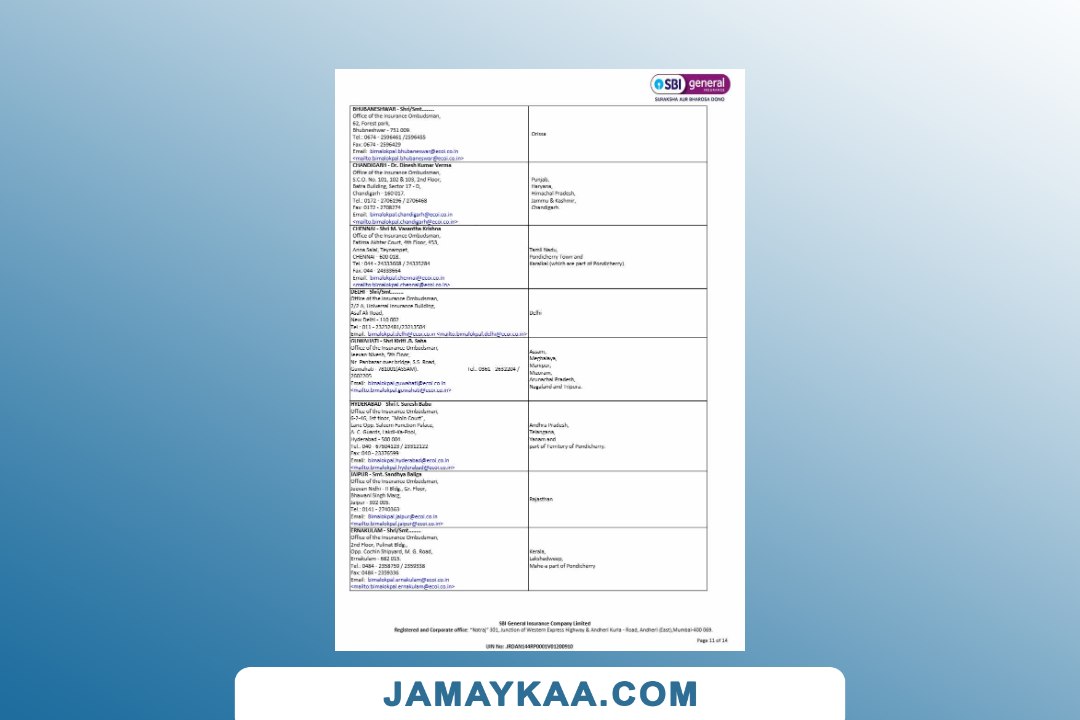 SBI general
INSURANCE
SURAKSHA AUR BHAROSA DONO
BHUBANESHWAR - Shri/Smt.........
Office of the Insurance Ombudsman,
62, Forest park,
Bhubneshwar - 751 009.
Tel.: 0674 - 2596461 /2596455
Fax: 0674 - 2596429
Email: bimalokpal.bhubaneswar@ecoi.co.in
<mailto:bimalokpal.bhubaneswar@ecoi.co.in>
Orissa
CHANDIGARH - Dr. Dinesh Kumar Verma
Office of the Insurance Ombudsman,
S.C.O. No. 101, 102 & 103, 2nd Floor,
Batra Building, Sector 17 - D,
Chandigarh - 160 017.
Tel.: 0172 - 2706196 / 2706468
Fax: 0172 - 2708274
Email: bimalokpal.chandigarh@ecoi.co.in
<mailto:bimalokpal.chandigarh@ecoi.co.in>
Punjab,
Haryana,
Himachal Pradesh,
Jammu & Kashmir,
Chandigarh.
CHENNAI - Shri M. Vasantha Krishna
Office of the Insurance Ombudsman,
Fatima Akhtar Court, 4th Floor, 453,
Anna Salai, Teynampet,
CHENNAI - 600 018.
Tel.: 044 - 24333668 / 24335284
Fax: 044 - 24333664
Email: bimalokpal.chennai@ecoi.co.in
<mailto:bimalokpal.chennai@ecoi.co.in>
Tamil Nadu,
Pondicherry Town and
Karaikal (which are part of Pondicherry).
DELHI - Shri/Smt.........
Office of the Insurance Ombudsman,
2/2 A, Universal Insurance Building,
Asaf Ali Road,
New Delhi - 110 002.
Tel.: 011 - 23232481/23213504
Email: bimalokpal.delhi@ecoi.co.in <mailto:bimalokpal.delhi@ecoi.co.in>
Delhi
GUWAHATI - Shri Kiriti .B. Saha
Office of the Insurance Ombudsman,
Jeevan Nivesh, 5th Floor,
Nr. Panbazar over bridge, S.S. Road,
Guwahati - 781001(ASSAM). Tel.: 0361 - 2632204 /
2602205
Email: bimalokpal.guwahati@ecoi.co.in
<mailto:bimalokpal.guwahati@ecoi.co.in>
Assam,
Meghalaya,
Manipur,
Mizoram,
Arunachal Pradesh,
Nagaland and Tripura.
HYDERABAD - Shri I. Suresh Babu
Office of the Insurance Ombudsman,
6-2-46, 1st floor, "Moin Court",
Lane Opp. Saleem Function Palace,
A. C. Guards, Lakdi-Ka-Pool,
Hyderabad - 500 004.
Tel.: 040 - 67504123 / 23312122
Fax: 040 - 23376599
Email: bimalokpal.hyderabad@ecoi.co.in
<mailto:bimalokpal.hyderabad@ecoi.co.in>
Andhra Pradesh,
Telangana,
Yanam and
part of Territory of Pondicherry.
JAIPUR - Smt. Sandhya Baliga
Office of the Insurance Ombudsman,
Jeevan Nidhi - II Bldg., Gr. Floor,
Bhawani Singh Marg,
Jaipur - 302 005.
Tel.: 0141 - 2740363
Email: bimalokpal.jaipur@ecoi.co.in
<mailto:bimalokpal.jaipur@ecoi.co.in>
Rajasthan
ERNAKULAM - Shri/Smt.........
Office of the Insurance Ombudsman,
2nd Floor, Pulinat Bldg.,
Opp. Cochin Shipyard, M. G. Road,
Ernakulam - 682 015.
Tel.: 0484 - 2358759 / 2359338
Fax: 0484 - 2359336
Email: bimalokpal.ernakulam@ecoi.co.in
<mailto:bimalokpal.ernakulam@ecoi.co.in>
Kerala,
Lakshadweep,
Mahe-a part of Pondicherry
SBI General Insurance Company Limited
Registered and Corporate office: "Natraj" 301, Junction of Western Express Highway & Andheri Kurla - Road, Andheri (East),Mumbai-400 069.
Page 11 of 14
UIN No: JRDAN144RP0001V01200910
JAMAYKAA.COM